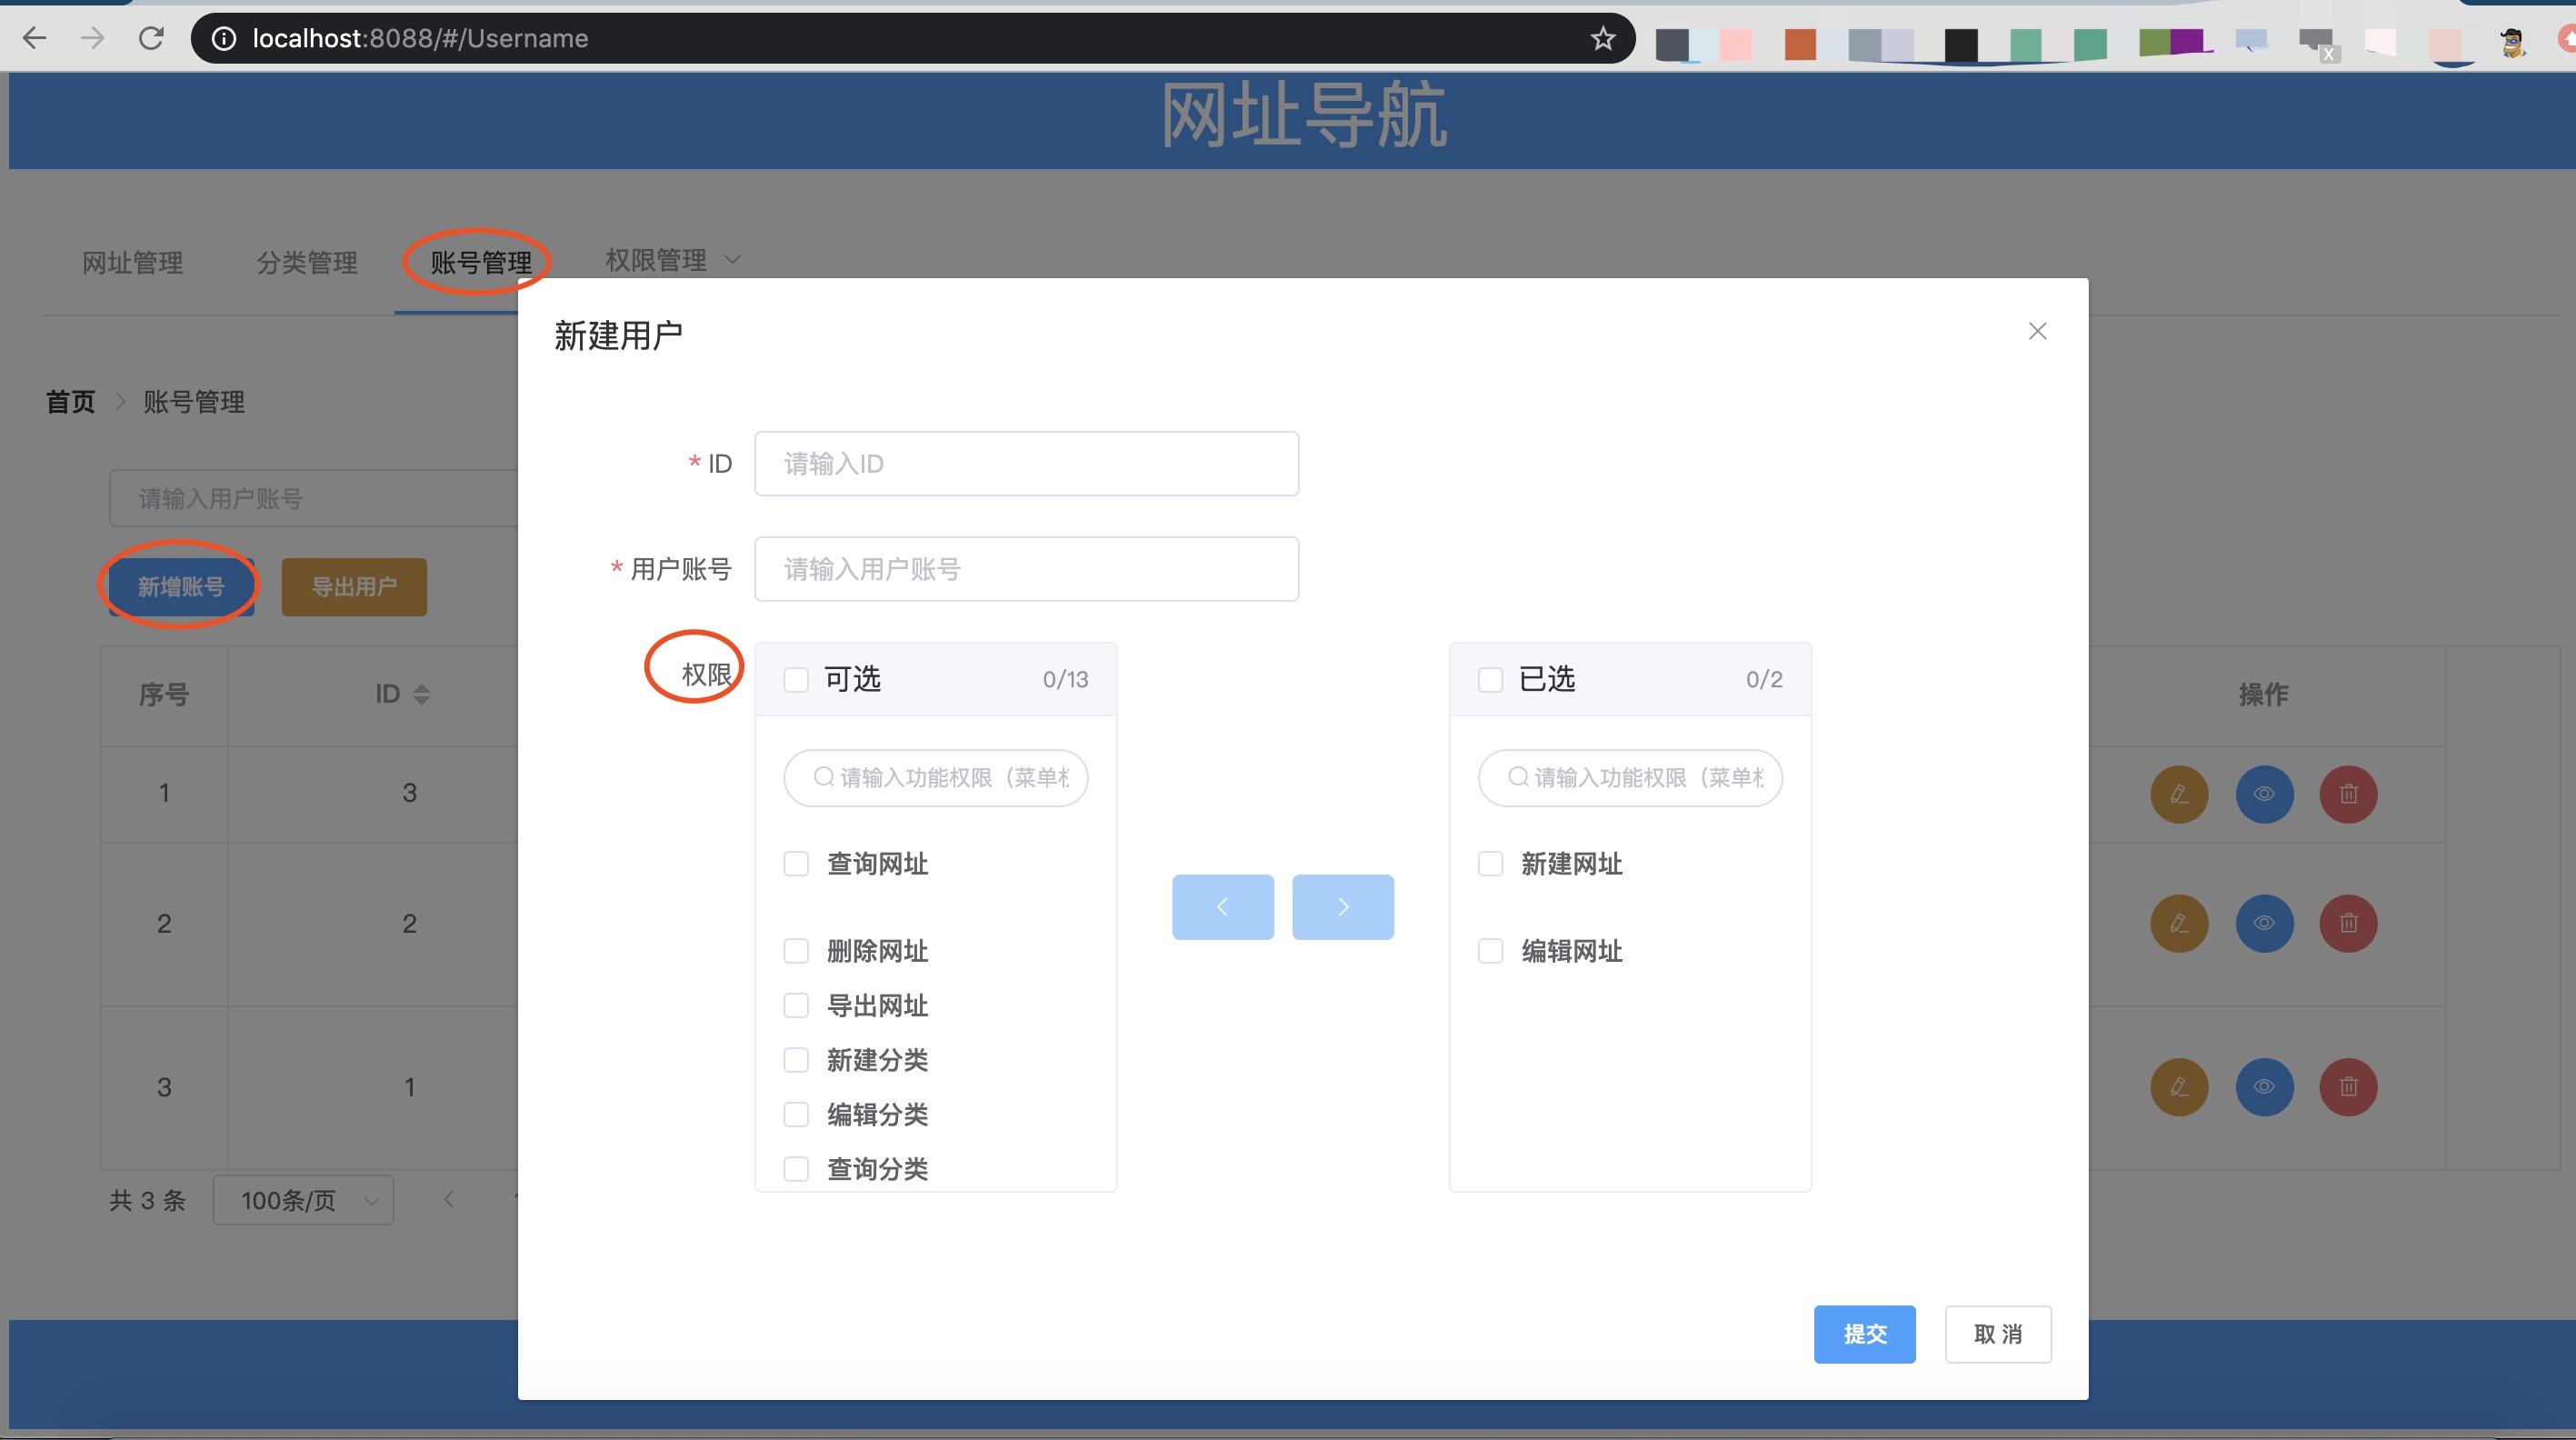 localhost:8088/#/Username
X
网址导航
网址管理
分类管理
账号管理
权限管理
新建用户
首页
账号管理
* ID
请输入ID
请输入用户账号
* 用户账号
请输入用户账号
新增账号
导出用户
权限
可选
0/13
已选
0/2
序号
ID
操作
请输入功能权限（菜单
请输入功能权限（菜单
1
3
查询网址
新建网址
2
2
删除网址
编辑网址
导出网址
新建分类
3
1
编辑分类
查询分类
共 3 条
100条/页
提交
取 消